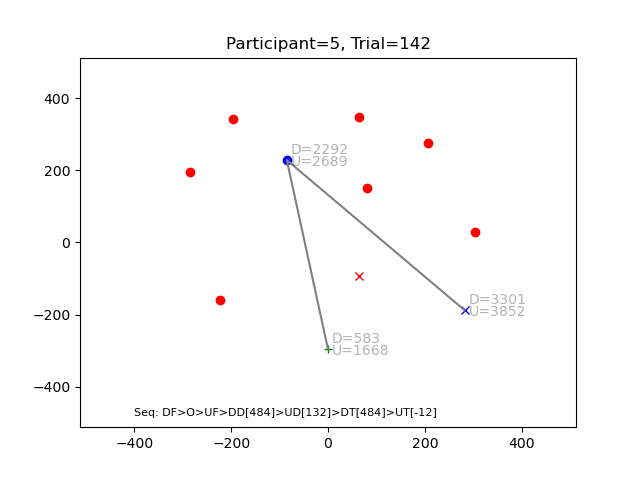 Participant=5, Trial=142
400
200
0
−200
−400
D=2292
U=2689
D=3301
U=3852
D=583
U=1668
Seq: DF>O>UF>DD[484]>UD[132]>DT[484]>UT[-12]
−400 −200 0 200 400